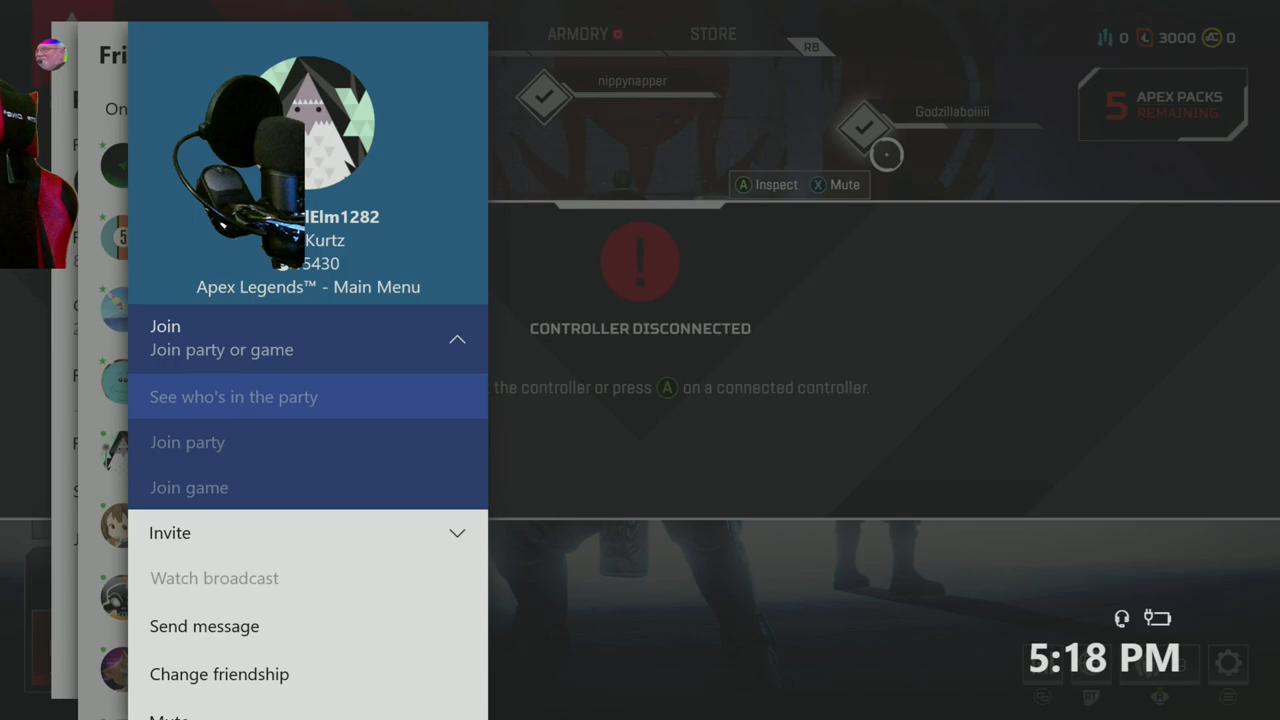 Fri
On
lElm1282
Kurtz
5430
Apex Legends™ - Main Menu
Join
Join party or game
See who's in the party
Join party
Join game
Invite
Watch broadcast
Send message
Change friendship
Mute
ARMORY
STORE
RB
nippynapper
Godzillaboiiiii
A Inspect X Mute
0 3000 0
5 APEX PACKS
REMAINING
CONTROLLER DISCONNECTED
the controller or press A on a connected controller.
5:18 PM